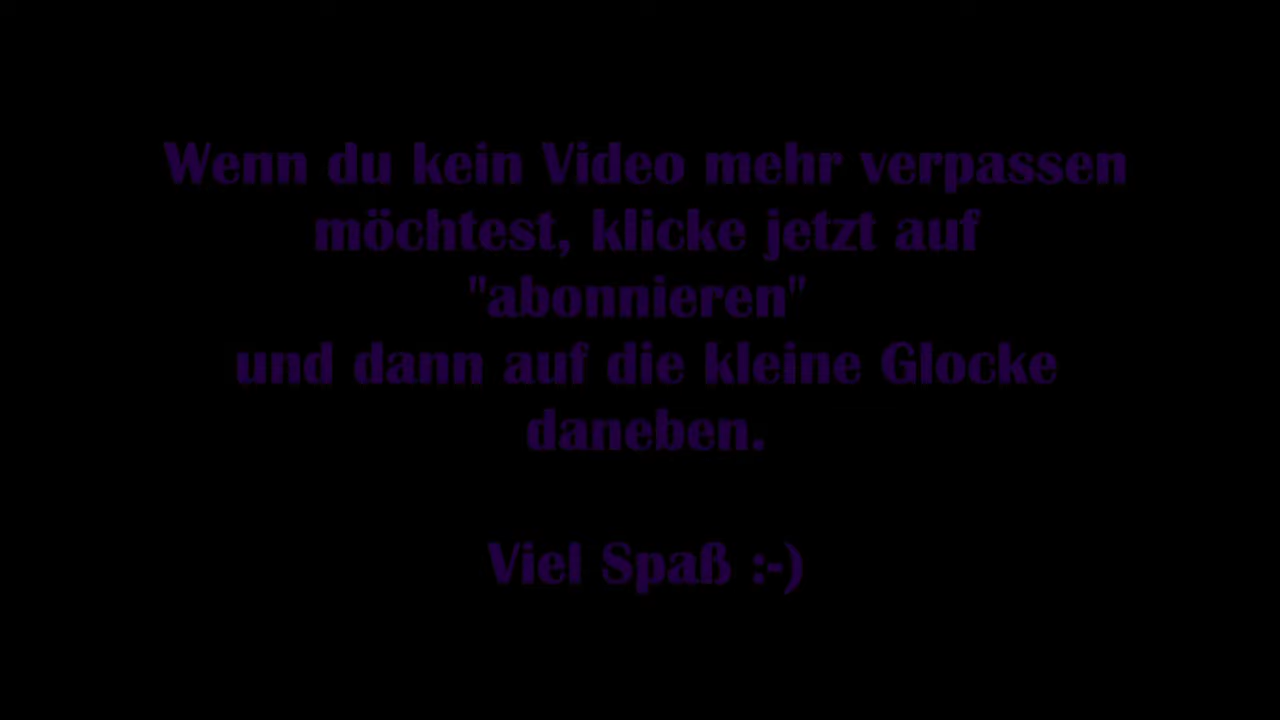 Wenn du kein Video mehr verpassen
möchtest, klicke jetzt auf
"abonnieren"
und dann auf die kleine Glocke
daneben.
Viel Spaß :-)